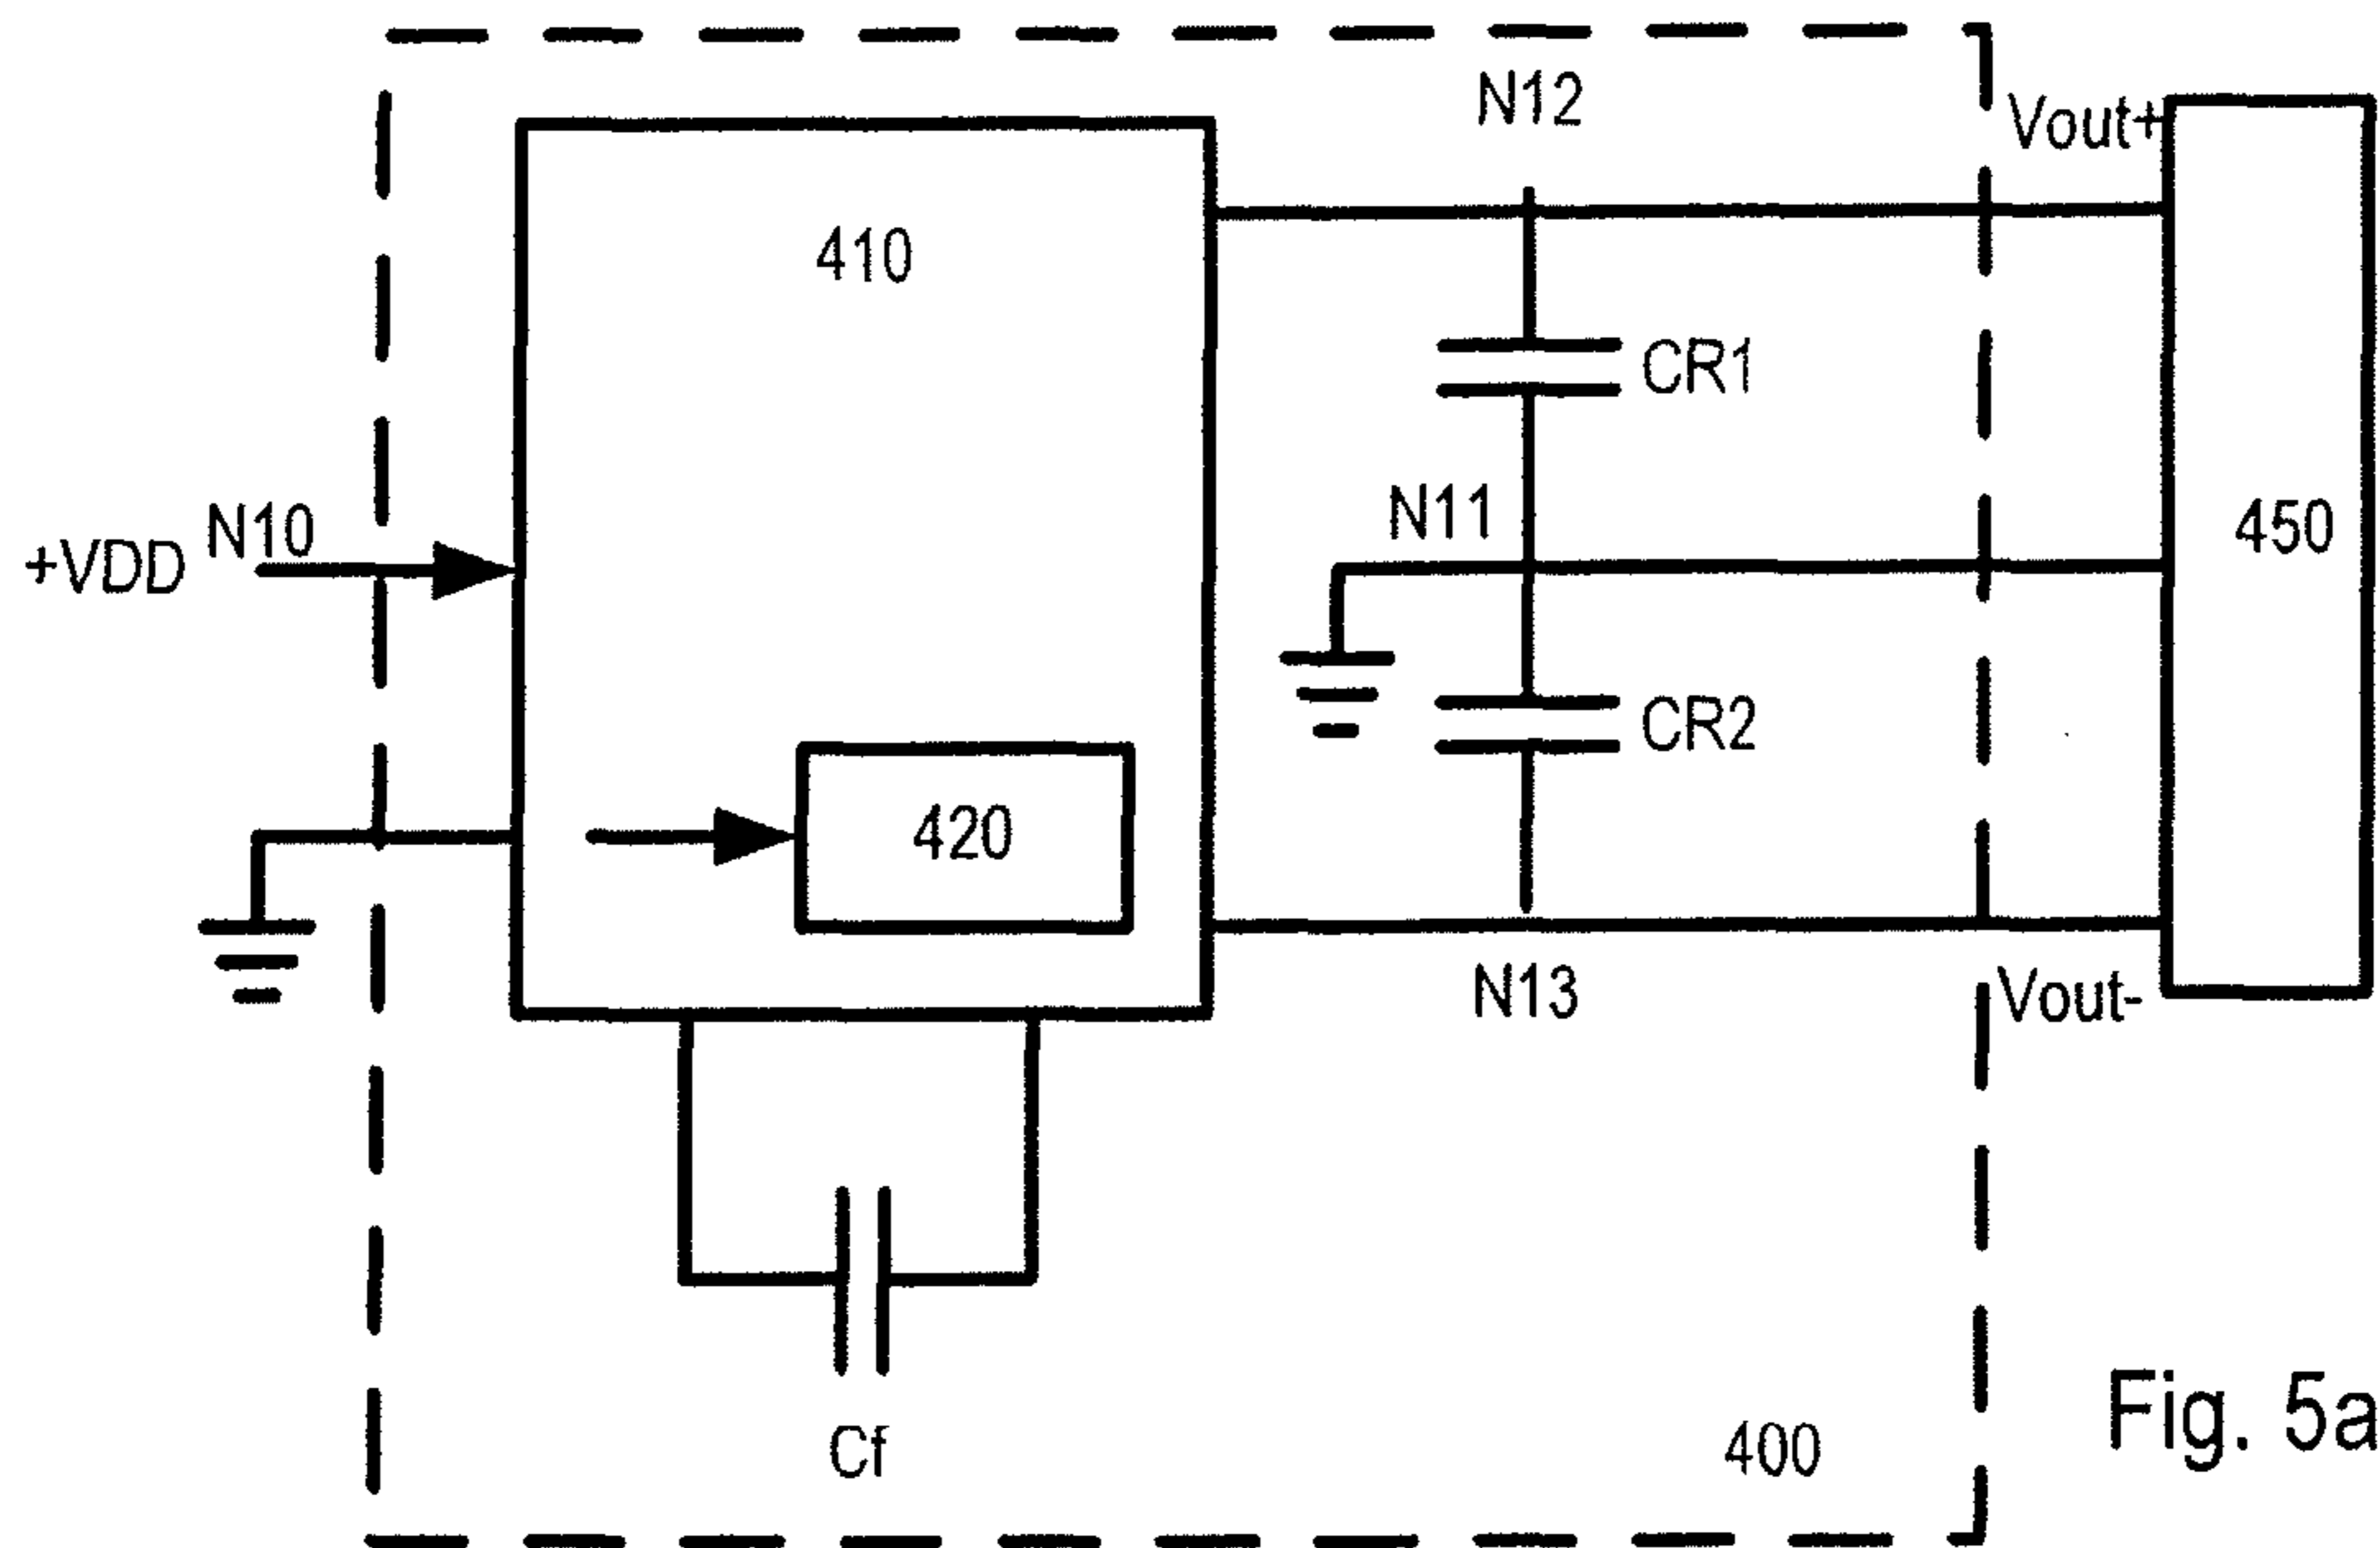 N12
Vout+
410
CR1
N11
450
N10
+VDD
CR2
420
N13
Vout-
Cf
400
Fig. 5a